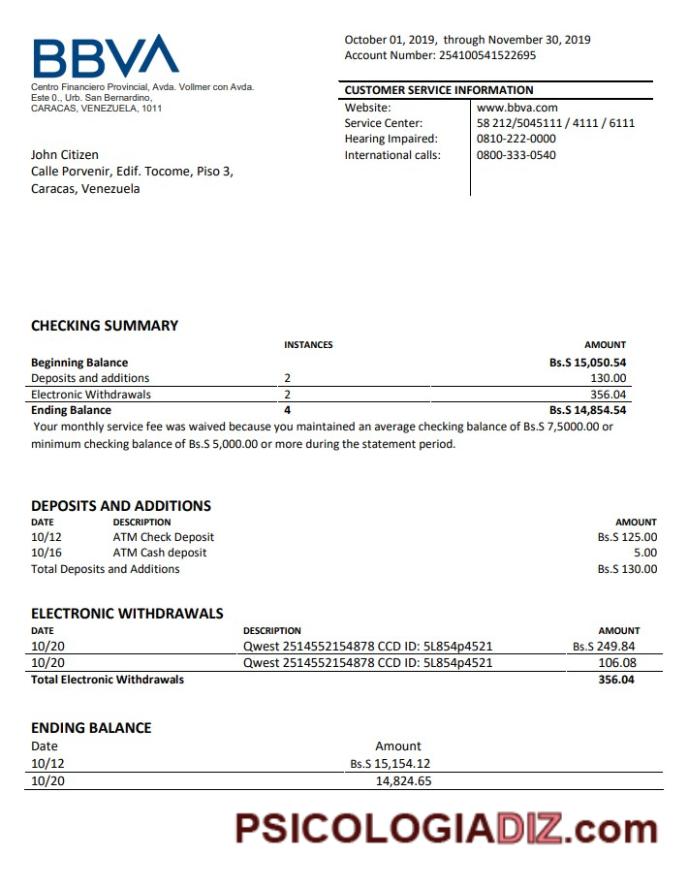 BBVA
Centro Financiero Provincial, Avda. Vollmer con Avda.
Este 0., Urb. San Bernardino,
CARACAS, VENEZUELA, 1011
October 01, 2019, through November 30, 2019
Account Number: 254100541522695
CUSTOMER SERVICE INFORMATION
Website: www.bbva.com
Service Center: 58 212/5045111 / 4111 / 6111
Hearing Impaired: 0810-222-0000
International calls: 0800-333-0540
John Citizen
Calle Porvenir, Edif. Tocome, Piso 3,
Caracas, Venezuela
CHECKING SUMMARY
INSTANCES AMOUNT
Beginning Balance Bs.S 15,050.54
Deposits and additions 2 130.00
Electronic Withdrawals 2 356.04
Ending Balance 4 Bs.S 14,854.54
Your monthly service fee was waived because you maintained an average checking balance of Bs.S 7,5000.00 or
minimum checking balance of Bs.S 5,000.00 or more during the statement period.
DEPOSITS AND ADDITIONS
DATE DESCRIPTION AMOUNT
10/12 ATM Check Deposit Bs.S 125.00
10/16 ATM Cash deposit 5.00
Total Deposits and Additions Bs.S 130.00
ELECTRONIC WITHDRAWALS
DATE DESCRIPTION AMOUNT
10/20 Qwest 2514552154878 CCD ID: 5L854p4521 Bs.S 249.84
10/20 Qwest 2514552154878 CCD ID: 5L854p4521 106.08
Total Electronic Withdrawals 356.04
ENDING BALANCE
Date Amount
10/12 Bs.S 15,154.12
10/20 14,824.65
PSICOLOGIADIZ.com